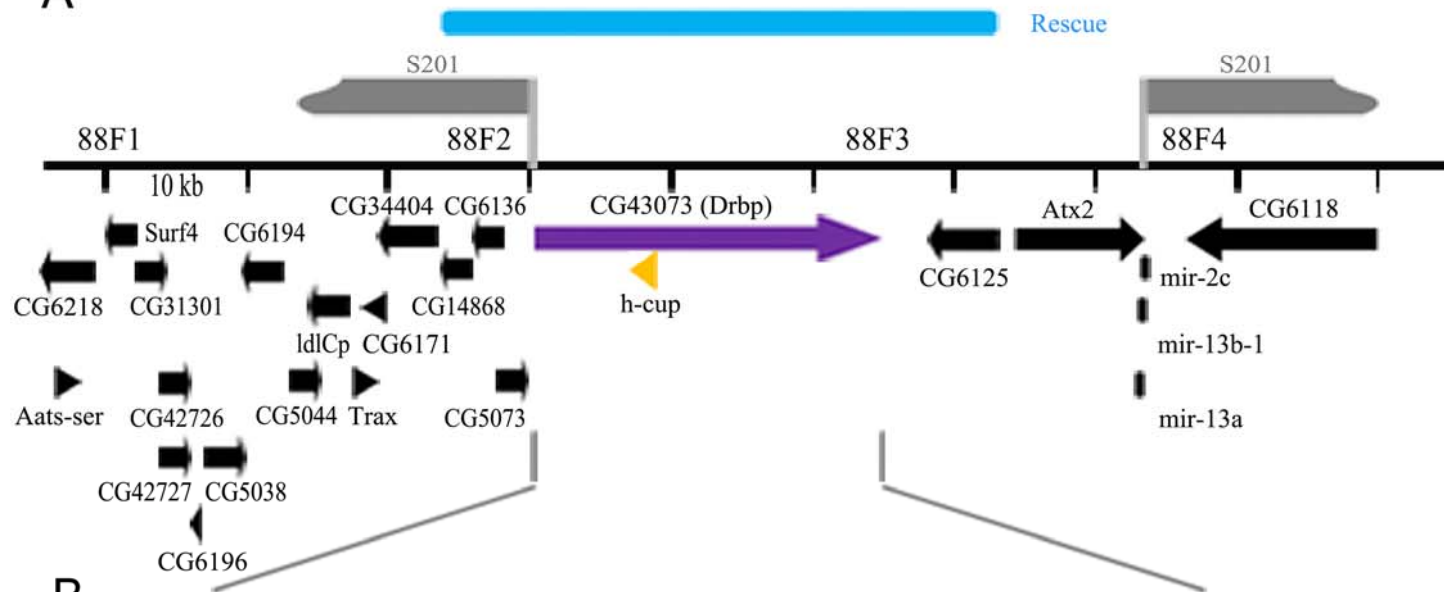 A
Rescue
S201 S201
88F1 88F2 88F3 88F4
10 kb
CG34404 CG6136 CG43073 (Drbp) Atx2 CG6118
Surf4 CG6194
CG6218 CG31301 CG14868 h-cup CG6125 mir-2c
ldlCp CG6171 mir-13b-1
Aats-ser CG42726 CG5044 Trax CG5073 mir-13a
CG42727 CG5038
CG6196
B